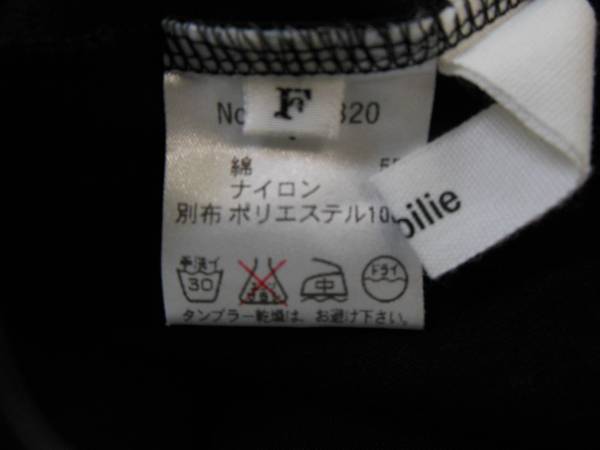 F
No 320
綿
ナイロン
別布 ポリエステル10
bilie
手洗イ
30
中
ドライ
タンブラー乾燥は、お避け下さい。